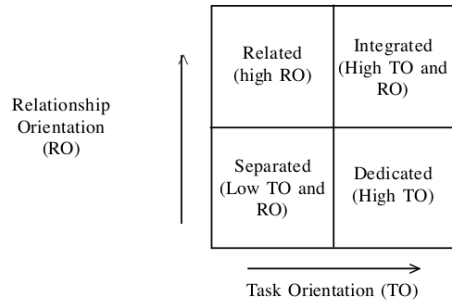 Related
(high RO)
Integrated
(High TO and
RO)
Relationship
Orientation
(RO)
Separated
(Low TO and
RO)
Dedicated
(High TO)
Task Orientation (TO)